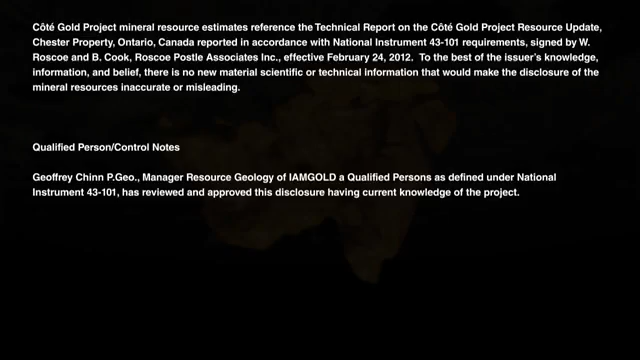 Côté Gold Project mineral resource estimates reference the Technical Report on the Côté Gold Project Resource Update,
Chester Property, Ontario, Canada reported in accordance with National Instrument 43-101 requirements, signed by W.
Roscoe and B. Cook, Roscoe Postle Associates Inc., effective February 24, 2012.  To the best of the issuer's knowledge,
information, and belief, there is no new material scientific or technical information that would make the disclosure of the
mineral resources inaccurate or misleading.
Qualified Person/Control Notes
Geoffrey Chinn P.Geo., Manager Resource Geology of IAMGOLD a Qualified Persons as defined under National
Instrument 43-101, has reviewed and approved this disclosure having current knowledge of the project.